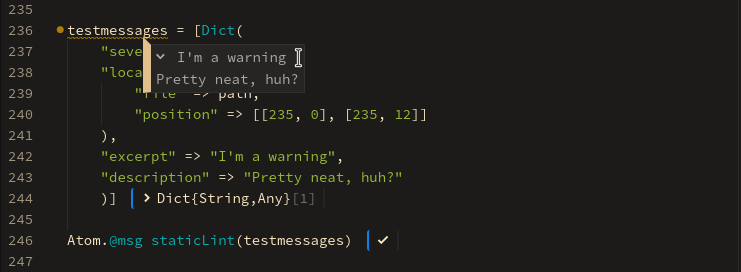 235
236 testmessages = [Dict(
237 "seve
I'm a warning
238 "loca
Pretty neat, huh?
239 "file" => path,
240 "position" => [[235, 0], [235, 12]]
241 ),
242 "excerpt" => "I'm a warning",
243 "description" => "Pretty neat, huh?"
244 )] Dict{String,Any}[1]
245
246 Atom.@msg staticLint(testmessages) ✓
247